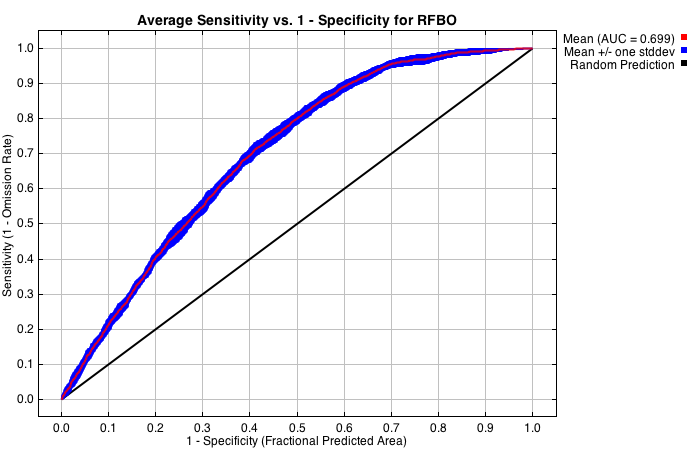 Average Sensitivity vs. 1 - Specificity for RFBO
Mean (AUC = 0.699)
Mean +/- one stddev
Random Prediction
Sensitivity (1 - Omission Rate)
1.0
0.9
0.8
0.7
0.6
0.5
0.4
0.3
0.2
0.1
0.0
0.0 0.1 0.2 0.3 0.4 0.5 0.6 0.7 0.8 0.9 1.0
1 - Specificity (Fractional Predicted Area)